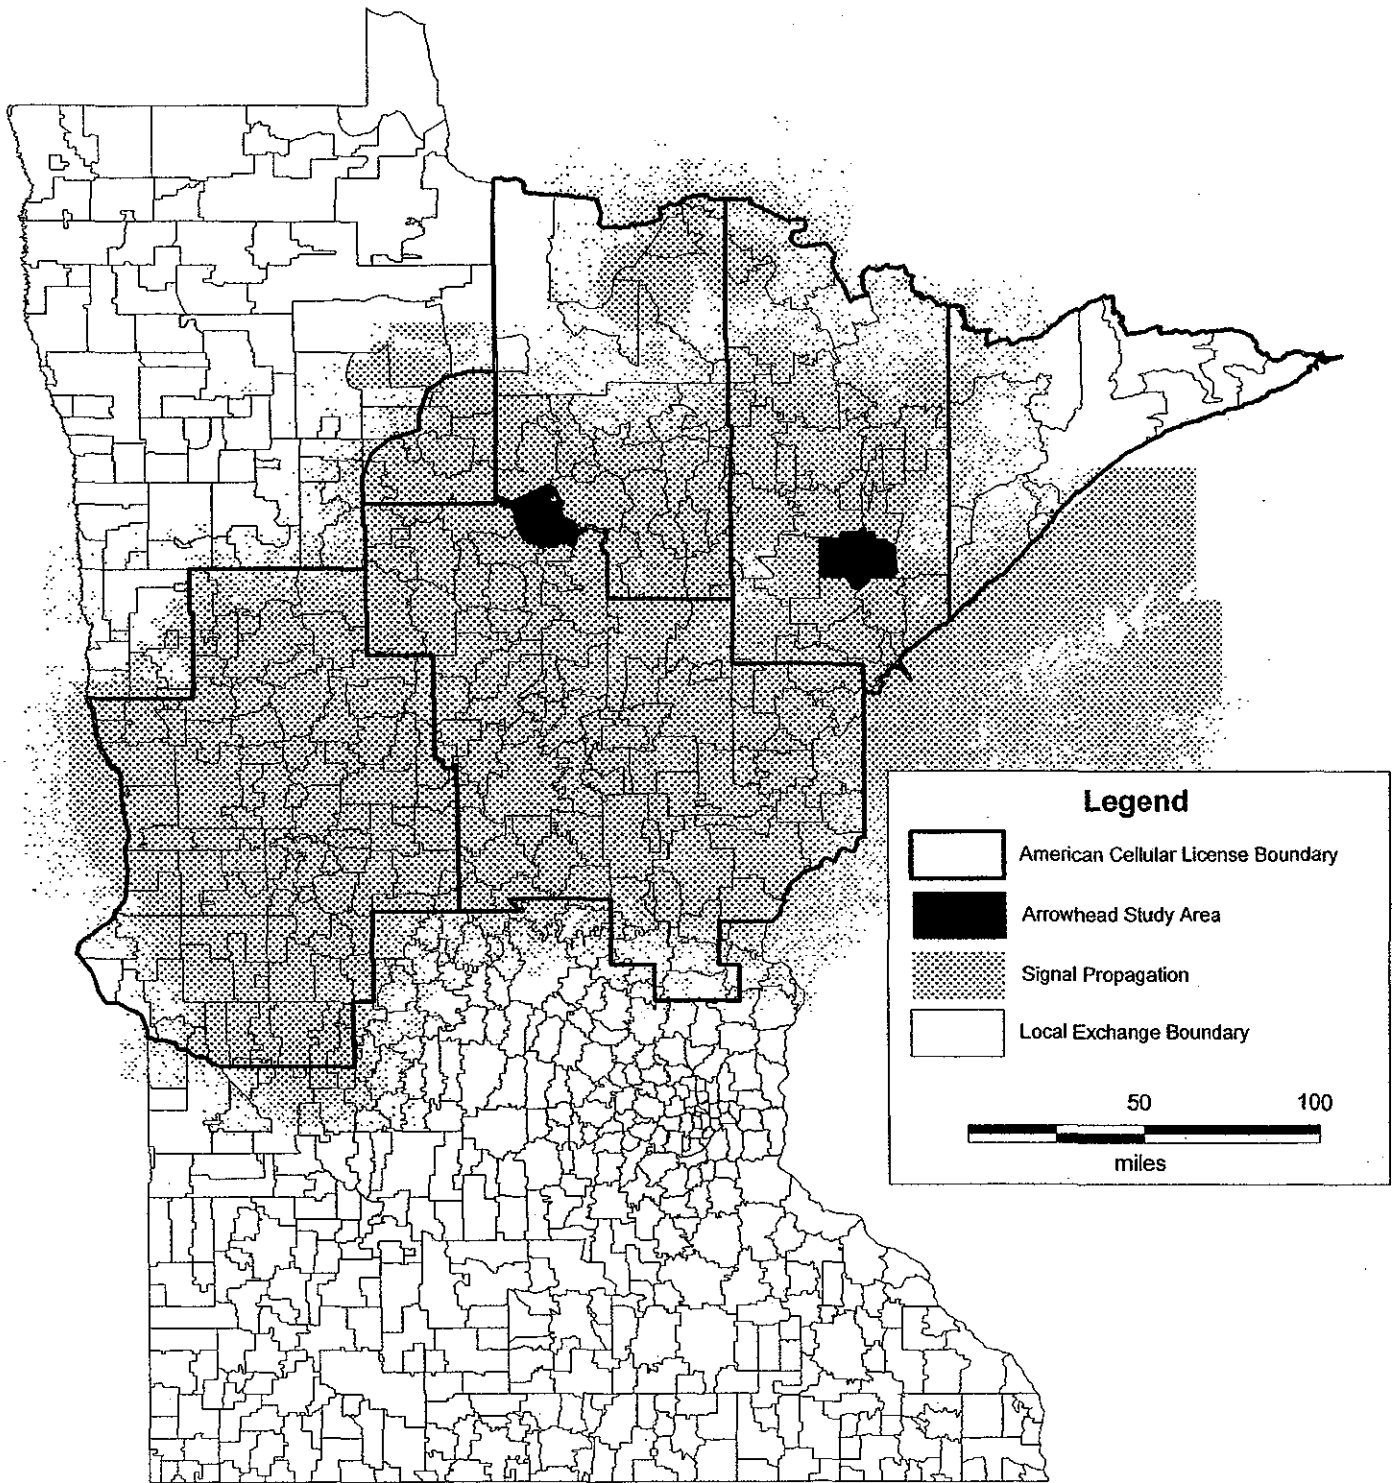 Legend
American Cellular License Boundary
Arrowhead Study Area
Signal Propagation
Local Exchange Boundary
50 100
miles